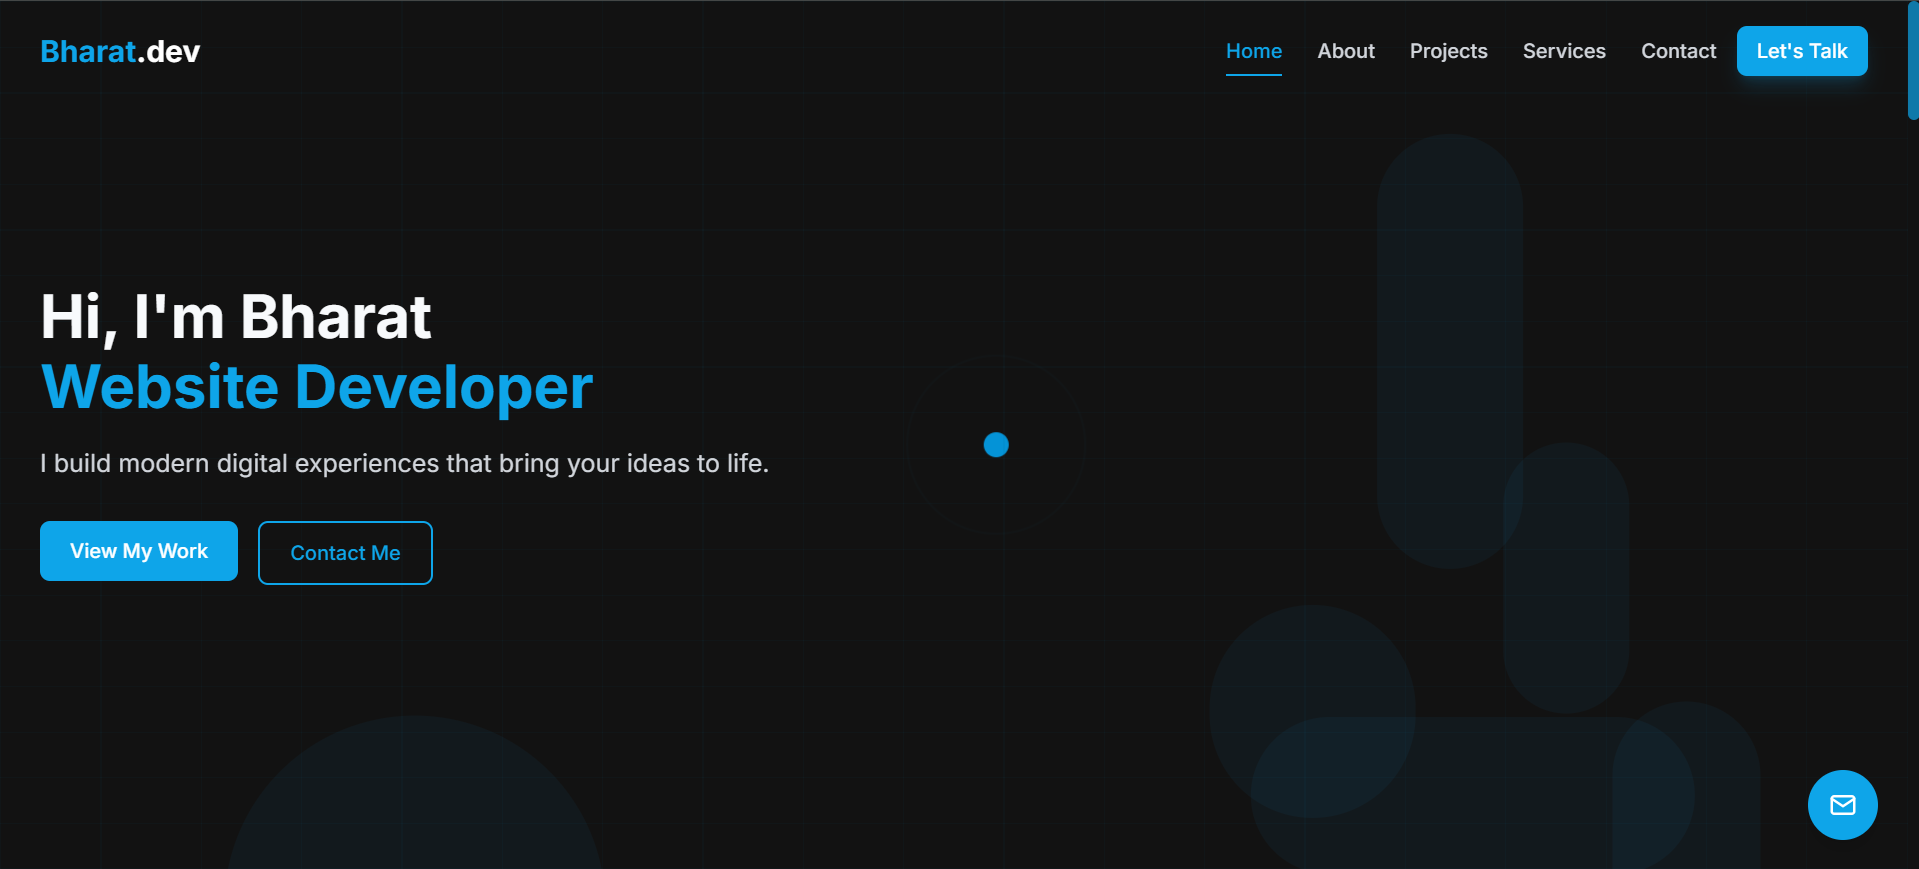 Bharat.dev
Home About Projects Services Contact Let's Talk
Hi, I'm Bharat
Website Developer
I build modern digital experiences that bring your ideas to life.
View My Work Contact Me